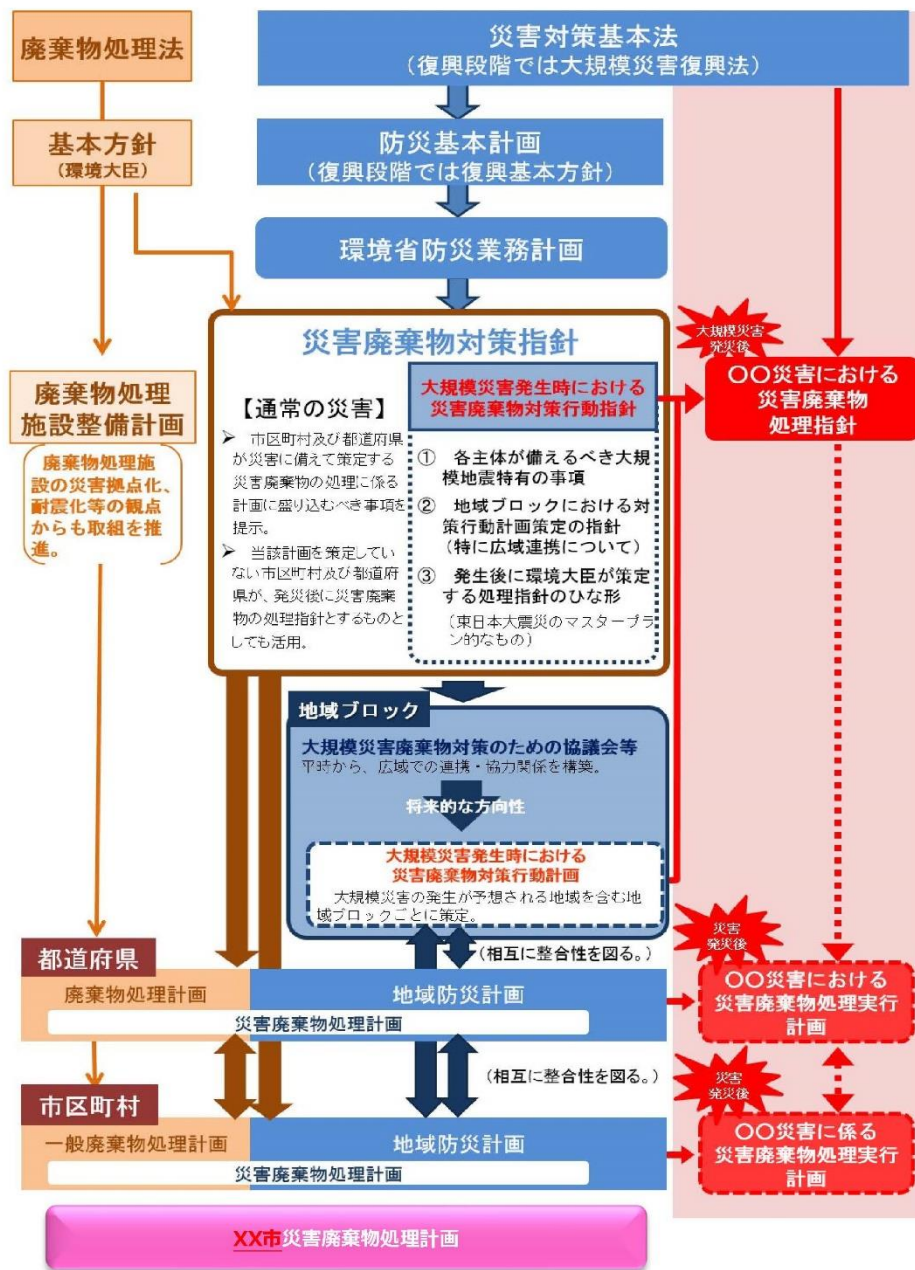 廃棄物処理法
災害対策基本法
(復興段階では大規模災害復興法)
基本方針
(環境大臣)
防災基本計画
(復興段階では復興基本方針)
環境省防災業務計画
災害廃棄物対策指針
大規模災害
発災後
廃棄物処理
施設整備計画
廃棄物処理施
設の災害拠点化、
耐震化等の観点
からも取組を推
進。
【通常の災害】
➢ 市区町村及び都道府県
が災害に備えて策定する
災害廃棄物の処理に係る
計画に盛り込むべき事項を
提示。
➢ 当該計画を策定してい
ない市区町村及び都道府
県が、発災後に災害廃棄
物の処理指針とするものと
しても活用。
大規模災害発生時における
災害廃棄物対策行動指針
① 各主体が備えるべき大規
模地震特有の事項
② 地域ブロックにおける対
策行動計画策定の指針
(特に広域連携について)
③ 発生後に環境大臣が策定
する処理指針のひな形
(東日本大震災のマスタープラ
ン的なもの)
〇〇災害における
災害廃棄物
処理指針
地域ブロック
大規模災害廃棄物対策のための協議会等
平時から、広域での連携・協力関係を構築。
将来的な方向性
大規模災害発生時における
災害廃棄物対策行動計画
大規模災害の発生が予想される地域を含む地
域ブロックごとに策定。
(相互に整合性を図る。)
災害
発災後
都道府県
廃棄物処理計画
地域防災計画
災害廃棄物処理計画
〇〇災害における
災害廃棄物処理実行
計画
(相互に整合性を図る。)
災害
発災後
市区町村
一般廃棄物処理計画
地域防災計画
災害廃棄物処理計画
〇〇災害に係る
災害廃棄物処理実行
計画
XX市災害廃棄物処理計画